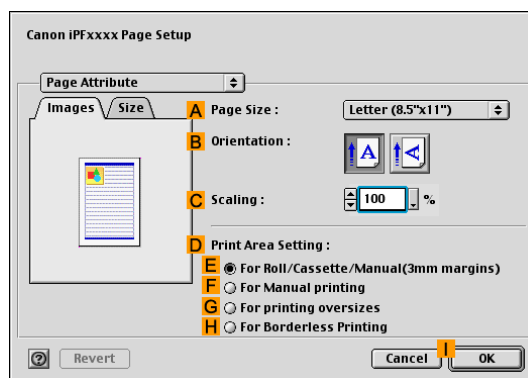 Canon iPFxxxx Page Setup
Page Attribute
Images Size
A Page Size : Letter (8.5"x11")
B Orientation : A A
C Scaling : 100 %
D Print Area Setting :
E For Roll/Cassette/Manual(3mm margins)
F For Manual printing
G For printing oversizes
H For Borderless Printing
I
? Revert Cancel OK